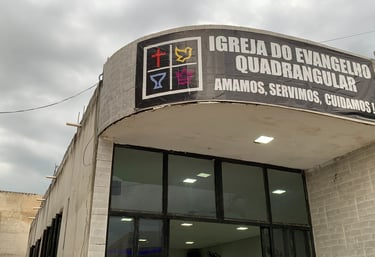 IGREJA DO EVANGELHO
QUADRANGULAR
AMAMOS, SERVIMOS, CUIDAMOS